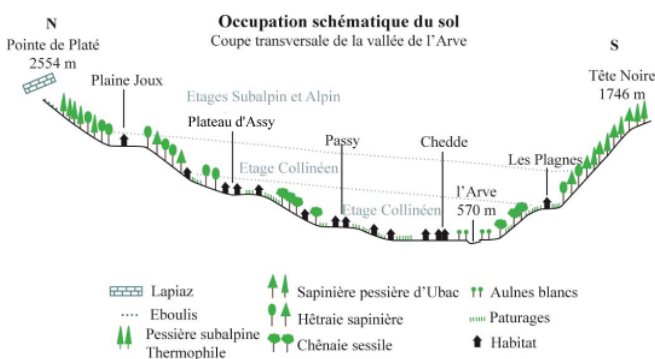 Occupation schématique du sol
Coupe transversale de la vallée de l'Arve
N
Pointe de Platé
2554 m
S
Tête Noire
1746 m
Plaine Joux
Etages Subalpin et Alpin
Plateau d'Assy
Passy
Chedde
Les Plagnes
Etage Collinéen
l'Arve
570 m
Etage Collinéen
Lapiaz
Eboulis
Pessière subalpine
Thermophile
Sapinière pessière d'Ubac
Hêtraie sapinière
Chênaie sessile
Aulnes blancs
Paturages
Habitat